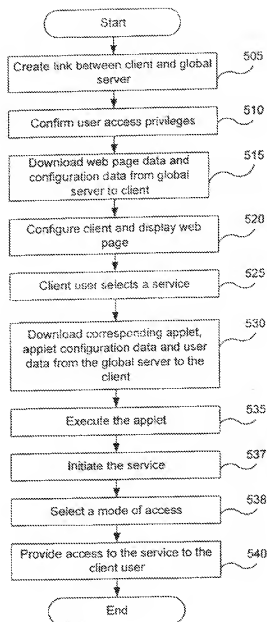 Start
Create link between client and global
server
505
Confirm user access privileges
510
Download web page data and
configuration data from global
server to client
515
Configure client and display web
page
520
Client user selects a service
525
Download corresponding applet,
applet configuration data and user
data from the global server to the
client
530
Execute the applet
535
Initiate the service
537
Select a mode of access
538
Provide access to the service to the
client user
540
End